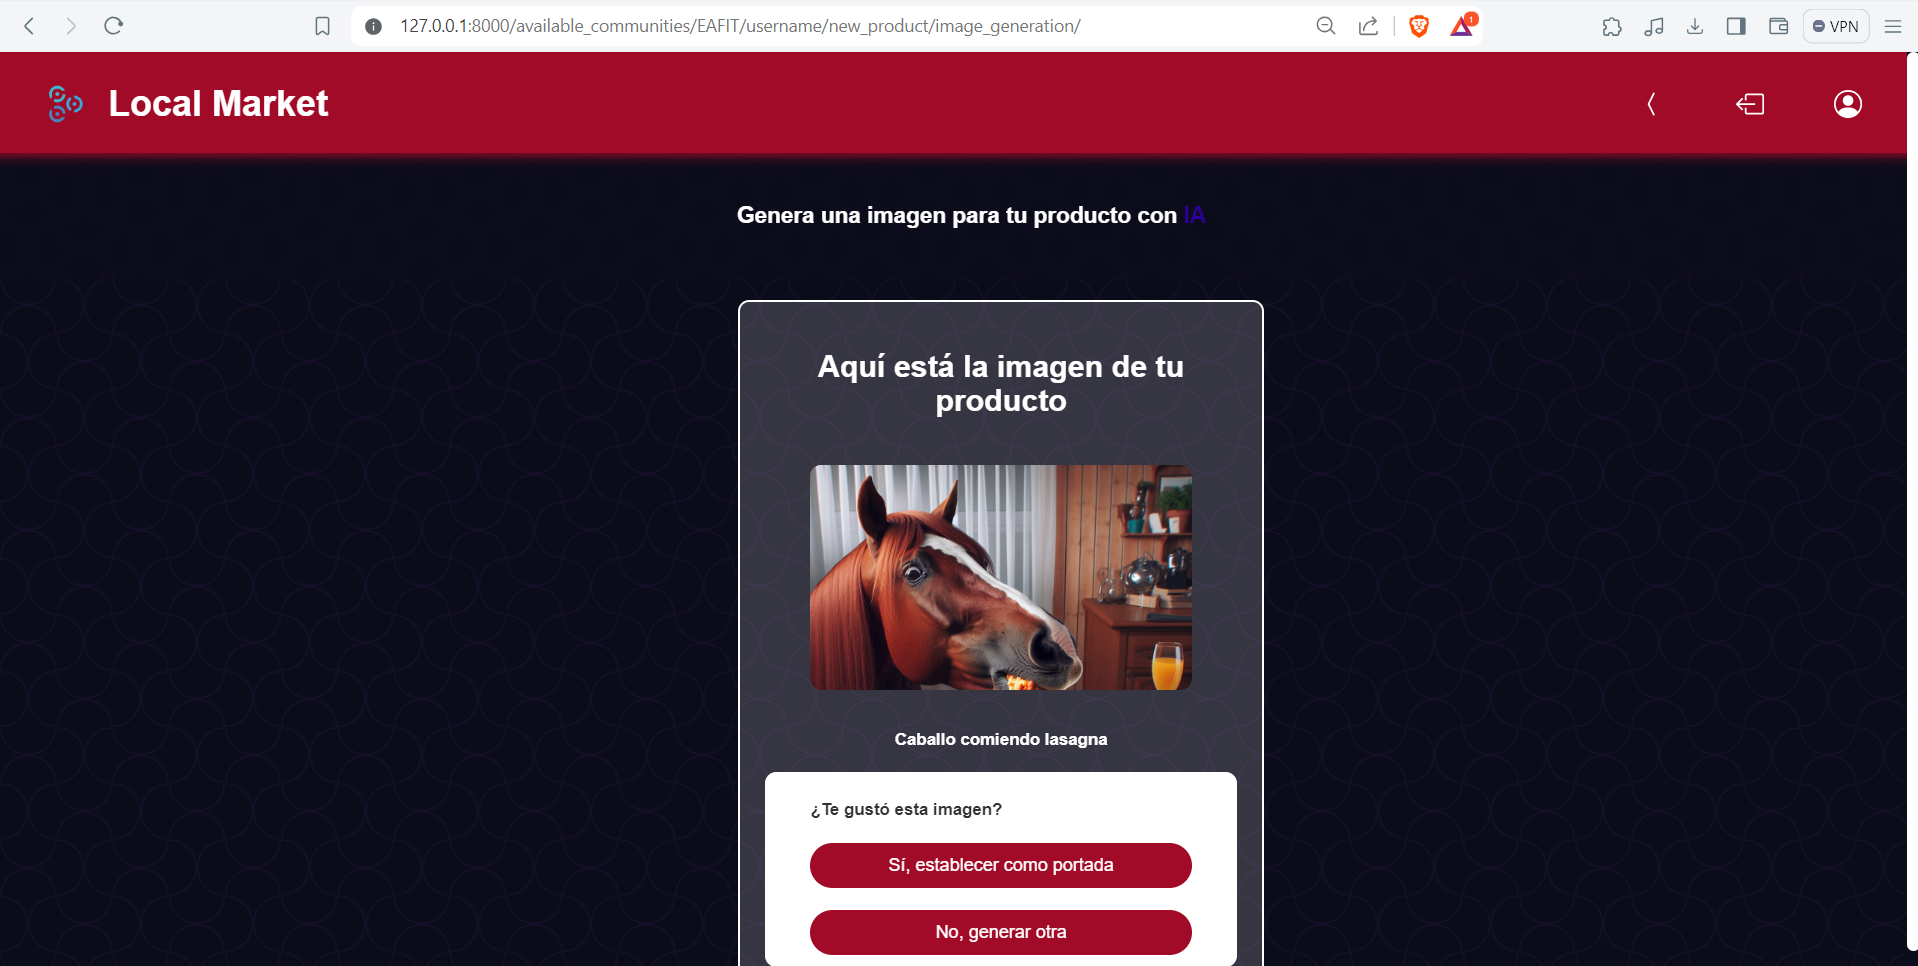 127.0.0.1:8000/available_communities/EAFIT/username/new_product/image_generation/
1
VPN
Local Market
Genera una imagen para tu producto con IA
Aquí está la imagen de tu
producto
Caballo comiendo lasagna
¿Te gustó esta imagen?
Sí, establecer como portada
No, generar otra